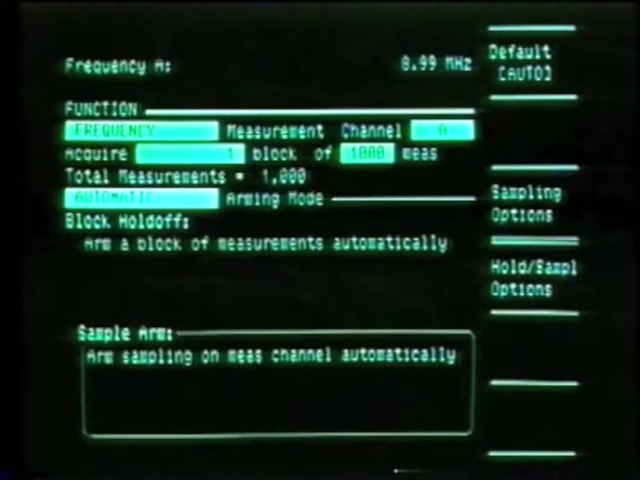 Frequency A: 8.99 MHz
FUNCTION
FREQUENCY Measurement Channel A
Acquire 1 block of 1000 meas
Total Measurements = 1,000
AUTOMATIC Arming Mode
Block Holdoff:
Arm a block of measurements automatically
Sample Arm:
Arm sampling on meas channel automatically
Default
[AUTO]
Sampling
Options
Hold/Sampl
Options